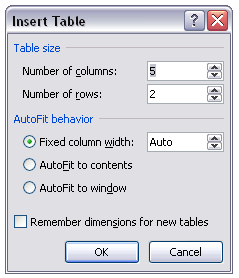 Insert Table
?
Table size
Number of columns: 5
Number of rows: 2
AutoFit behavior
Fixed column width: Auto
AutoFit to contents
AutoFit to window
Remember dimensions for new tables
OK Cancel